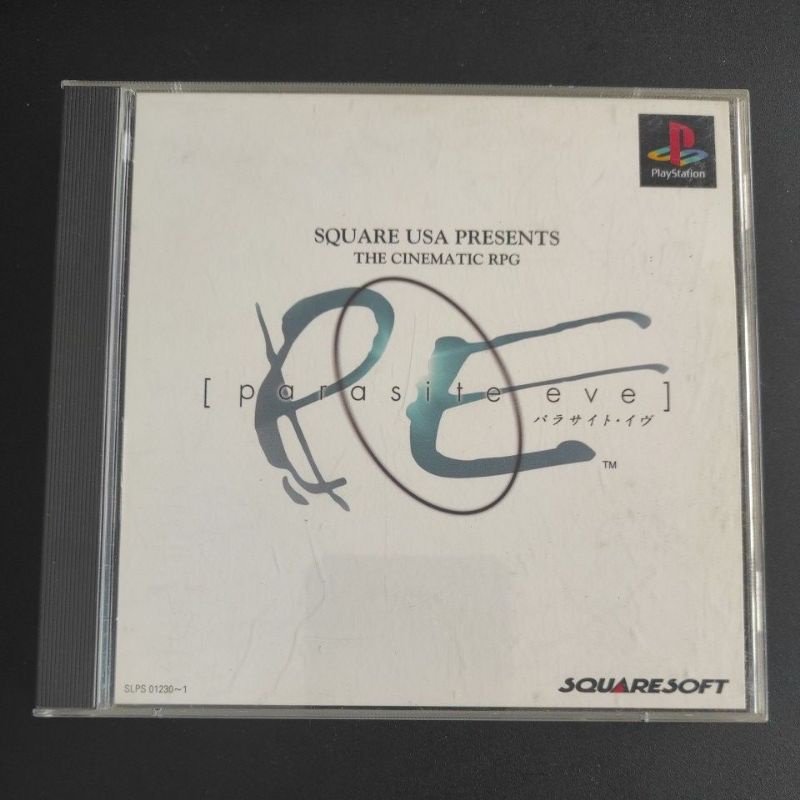 PlayStation
SQUARE USA PRESENTS
THE CINEMATIC RPG
PE
[ parasite eve ]
パラサイト・イヴ
TM
SLPS 01230~1
SQUARESOFT